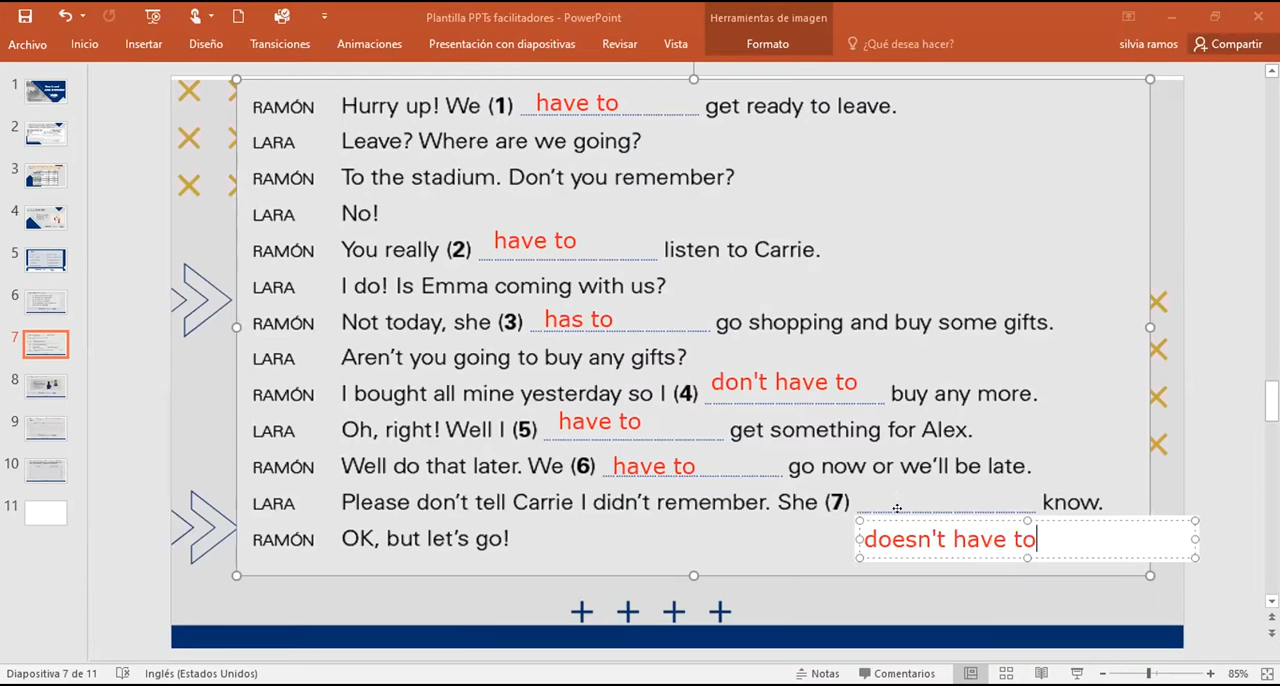 Plantilla PPTs facilitadores - PowerPoint
Herramientas de imagen
Archivo Inicio Insertar Diseño Transiciones Animaciones Presentación con diapositivas Revisar Vista Formato ¿Qué desea hacer? silvia ramos Compartir
RAMÓN Hurry up! We (1) have to get ready to leave.
LARA Leave? Where are we going?
RAMÓN To the stadium. Don't you remember?
LARA No!
RAMÓN You really (2) have to listen to Carrie.
LARA I do! Is Emma coming with us?
RAMÓN Not today, she (3) has to go shopping and buy some gifts.
LARA Aren't you going to buy any gifts?
RAMÓN I bought all mine yesterday so I (4) don't have to buy any more.
LARA Oh, right! Well I (5) have to get something for Alex.
RAMÓN Well do that later. We (6) have to go now or we'll be late.
LARA Please don't tell Carrie I didn't remember. She (7) know.
RAMÓN OK, but let's go! doesn't have to
1
2
3
4
5
6
7
8
9
10
11
Diapositiva 7 de 11 Inglés (Estados Unidos) Notas Comentarios 85%